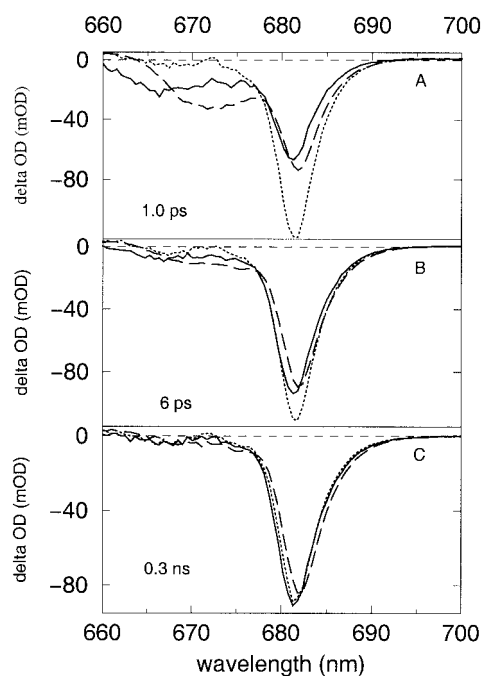 660 670 680 690 700
0
-40
-80
delta OD (mOD)
A
1.0 ps
0
-40
-80
delta OD (mOD)
B
6 ps
0
-40
-80
delta OD (mOD)
C
0.3 ns
660 670 680 690 700
wavelength (nm)